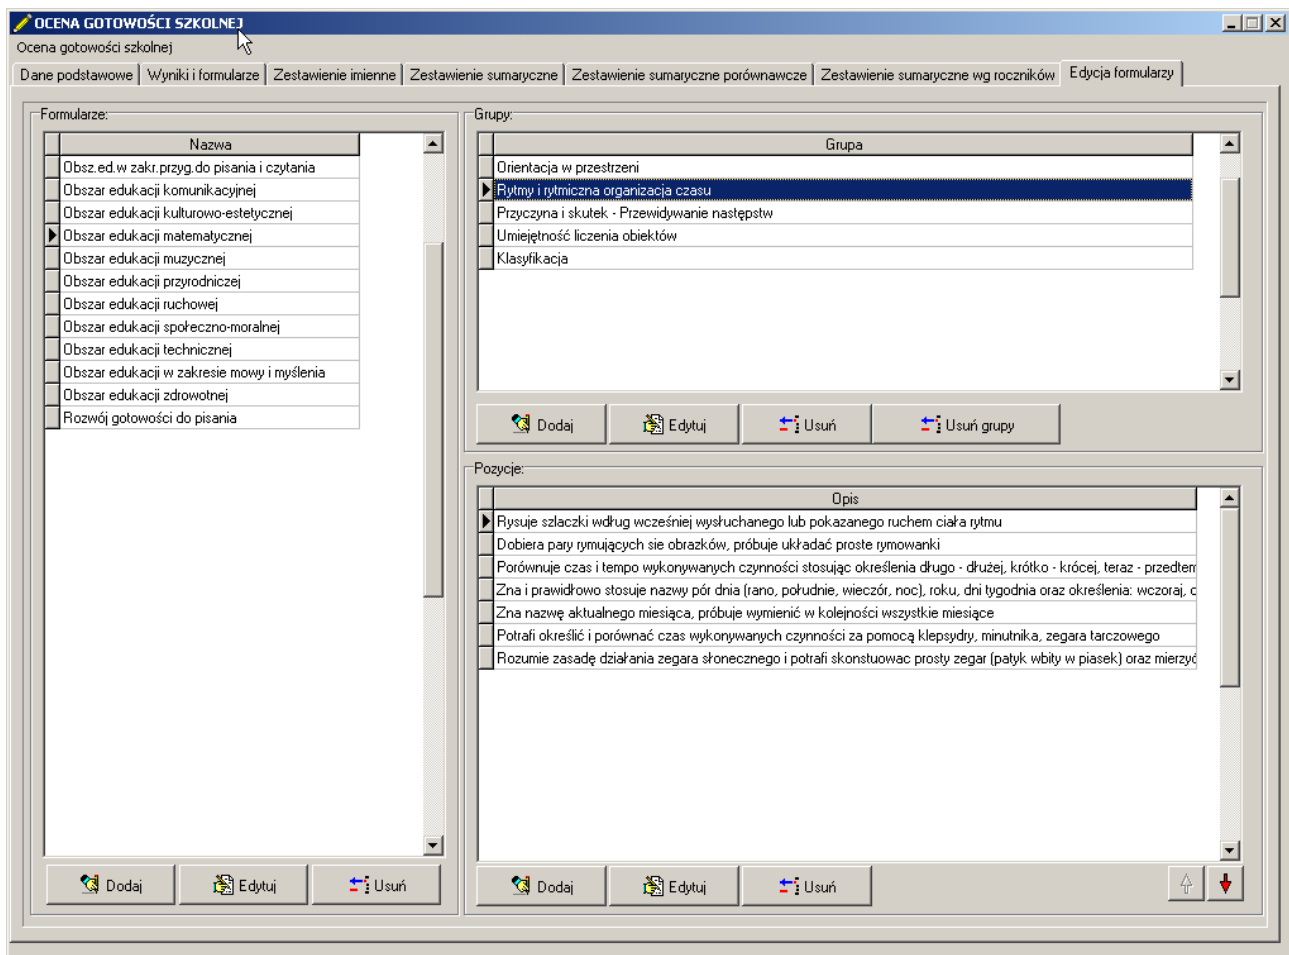 OCENA GOTOWOŚCI SZKOLNEJ
Ocena gotowości szkolnej
Dane podstawowe Wyniki i formularze Zestawienie imienne Zestawienie sumaryczne Zestawienie sumaryczne porównawcze Zestawienie sumaryczne wg roczników Edycja formularzy
Formularze:
Nazwa
Obsz.ed.w zakr.przyg.do pisania i czytania
Obszar edukacji komunikacyjnej
Obszar edukacji kulturowo-estetycznej
Obszar edukacji matematycznej
Obszar edukacji muzycznej
Obszar edukacji przyrodniczej
Obszar edukacji ruchowej
Obszar edukacji społeczno-moralnej
Obszar edukacji technicznej
Obszar edukacji w zakresie mowy i myślenia
Obszar edukacji zdrowotnej
Rozwój gotowości do pisania
Dodaj Edytuj Usuń
Grupy:
Grupa
Orientacja w przestrzeni
Rytmy i rytmiczna organizacja czasu
Przyczyna i skutek - Przewidywanie następstw
Umiejętność liczenia obiektów
Klasyfikacja
Dodaj Edytuj Usuń Usuń grupy
Pozycje:
Opis
Rysuje szlaczki według wcześniej wysłuchanego lub pokazanego ruchem ciała rytmu
Dobiera pary rymujących sie obrazków, próbuje układać proste rymowanki
Porównuje czas i tempo wykonywanych czynności stosując określenia długo - dłużej, krótko - krócej, teraz - przedtem
Zna i prawidłowo stosuje nazwy pór dnia (rano, południe, wieczór, noc), roku, dni tygodnia oraz określenia: wczoraj,
Zna nazwę aktualnego miesiąca, próbuje wymienić w kolejności wszystkie miesiące
Potrafi określić i porównać czas wykonywanych czynności za pomocą klepsydry, minutnika, zegara tarczowego
Rozumie zasadę działania zegara słonecznego i potrafi skonstuowac prosty zegar (patyk wbity w piasek) oraz mierzyć
Dodaj Edytuj Usuń